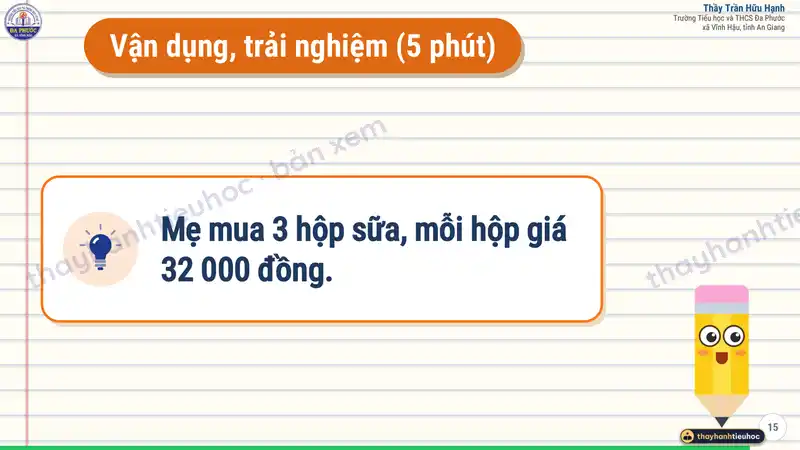 Thầy Trần Hữu Hạnh
Trường Tiểu học và THCS Đa Phước
xã Vĩnh Hậu, tỉnh An Giang
ĐA PHƯỚC
Vận dụng, trải nghiệm (5 phút)
thayhanhtieuhoc · bản xem
Mẹ mua 3 hộp sữa, mỗi hộp giá
32 000 đồng.
thayhanhtie
15
thayhanhtieuhoc